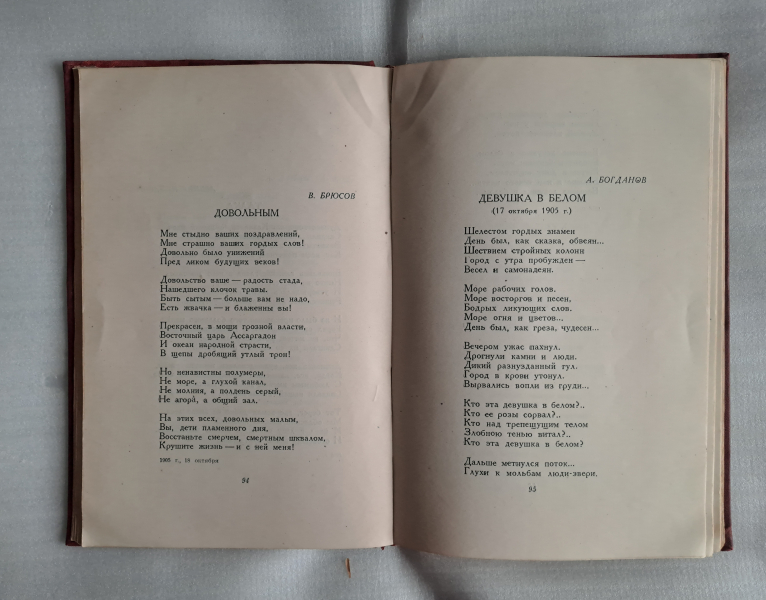 В. БРЮСОВ
ДОВОЛЬНЫМ
Мне стыдно ваших поздравлений,
Мне страшно ваших гордых слов!
Довольно было унижений
Пред ликом будущих веков!
Довольство ваше — радость стада,
Нашедшего клочок травы.
Быть сытым — больше вам не надо,
Есть жвачка — и блаженны вы!
Прекрасен, в мощи грозной власти,
Восточный царь Ассаргадон
И океан народной страсти,
В щепы дробящий утлый трон!
Но ненавистны полумеры,
Не море, а глухой канал,
Не молния, а полдень серый,
Не агора, а общий зал.
На этих всех, довольных малым,
Вы, дети пламенного дня,
Восстаньте смерчем, смертным шквалом,
Крушите жизнь — и с ней меня!
1905 г., 18 октября
94
А. БОГДАНОВ
ДЕВУШКА В БЕЛОМ
(17 октября 1905 г.)
Шелестом гордых знамен
День был, как сказка, обвеян...
Шествием стройных колонн
Город с утра пробужден —
Весел и самонадеян.
Море рабочих голов.
Море восторгов и песен,
Бодрых ликующих слов.
Море огня и цветов...
День был, как греза, чудесен...
Вечером ужас пахнул.
Дрогнули камни и люди.
Дикий разнузданный гул.
Город в крови утонул.
Вырвались вопли из груди...
Кто эта девушка в белом?..
Кто ее розы сорвал?..
Кто над трепещущим телом
Злобною тенью витал?..
Кто эта девушка в белом?
Дальше метнулся поток...
Глухи к мольбам люди-звери,
95